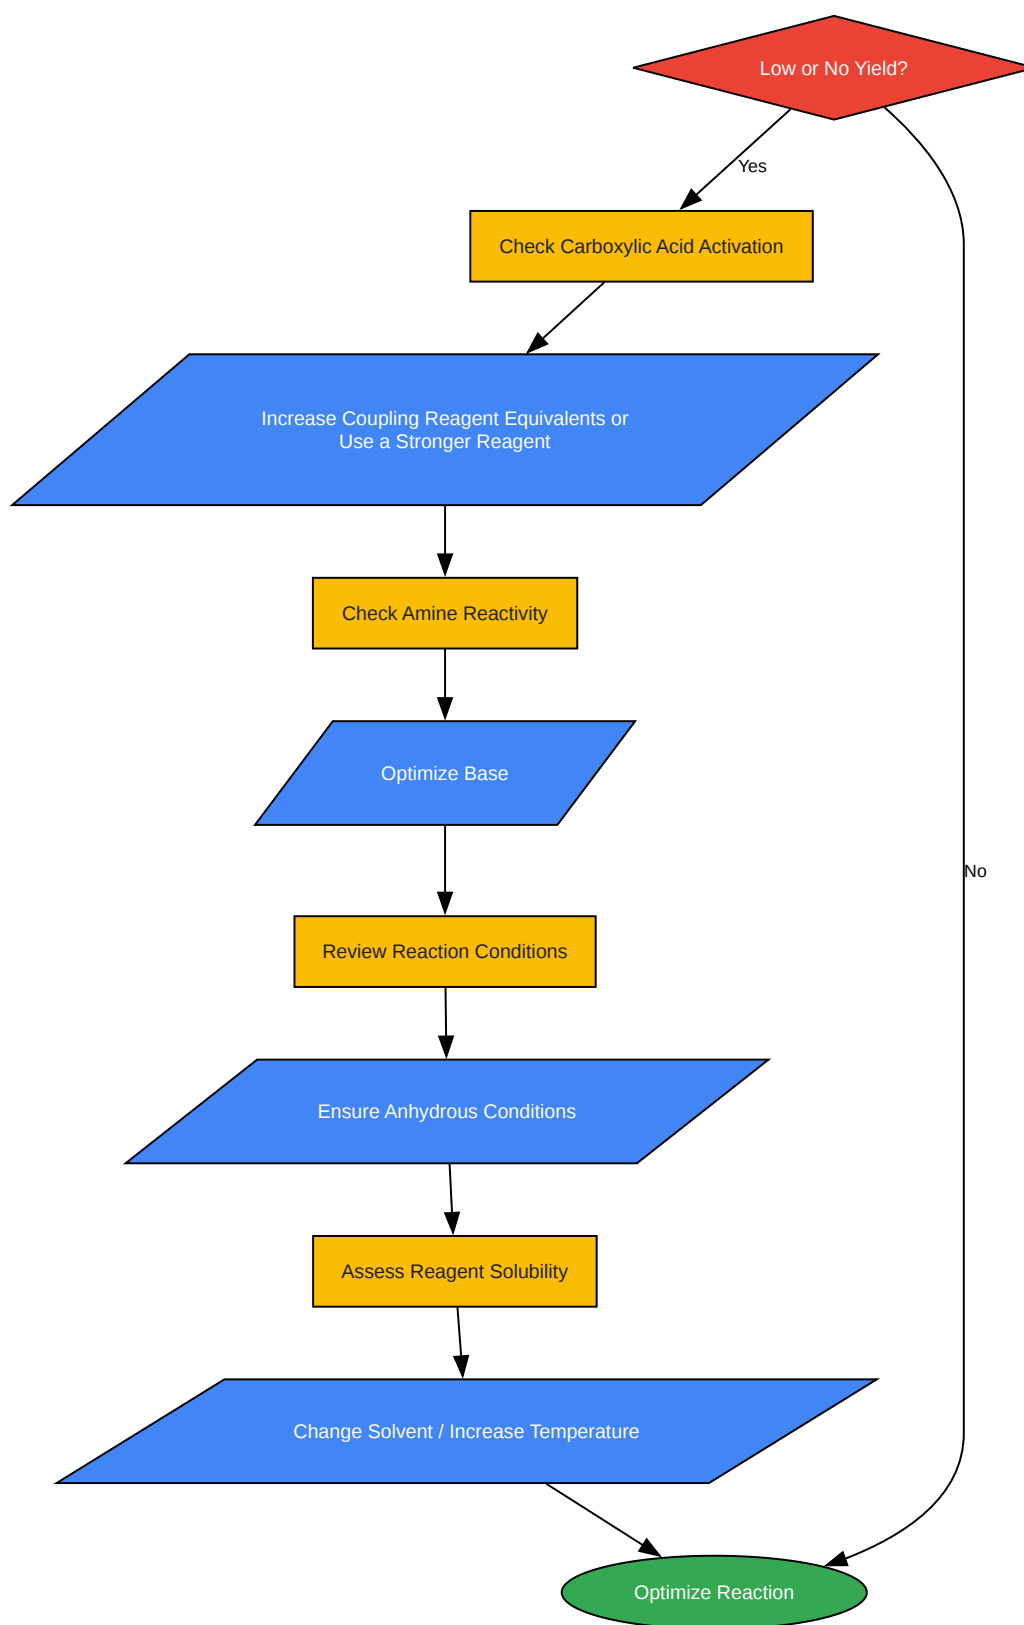 Low or No Yield?
Yes
Check Carboxylic Acid Activation
Increase Coupling Reagent Equivalents or
Use a Stronger Reagent
Check Amine Reactivity
Optimize Base
No
Review Reaction Conditions
Ensure Anhydrous Conditions
Assess Reagent Solubility
Change Solvent / Increase Temperature
Optimize Reaction